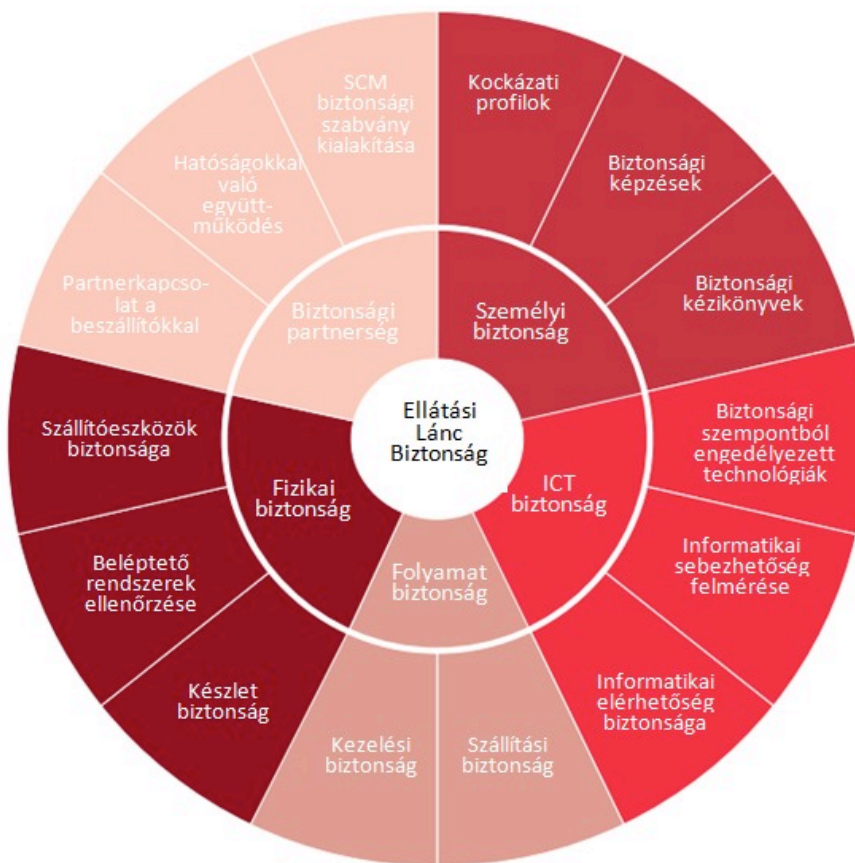 SCM
biztonsági
szabvány
kialakítása
Kockázati
profilok
Hatóságokkal
való
együtt-
működés
Biztonsági
képzések
Partnerkapcso-
lat a
beszállítókkal
Biztonsági
partnerség
Személyi
biztonság
Biztonsági
kézikönyvek
Ellátási
Lánc
Biztonság
Szállítóeszközök
biztonsága
Fizikai
biztonság
ICT
biztonság
Biztonsági
szempontból
engedélyezett
technológiák
Beléptető
rendszerek
ellenőrzése
Folyamat
biztonság
Informatikai
sebezhetőség
felmérése
Készlet
biztonság
Kezelési
biztonság
Szállítási
biztonság
Informatikai
elérhetőség
biztonsága